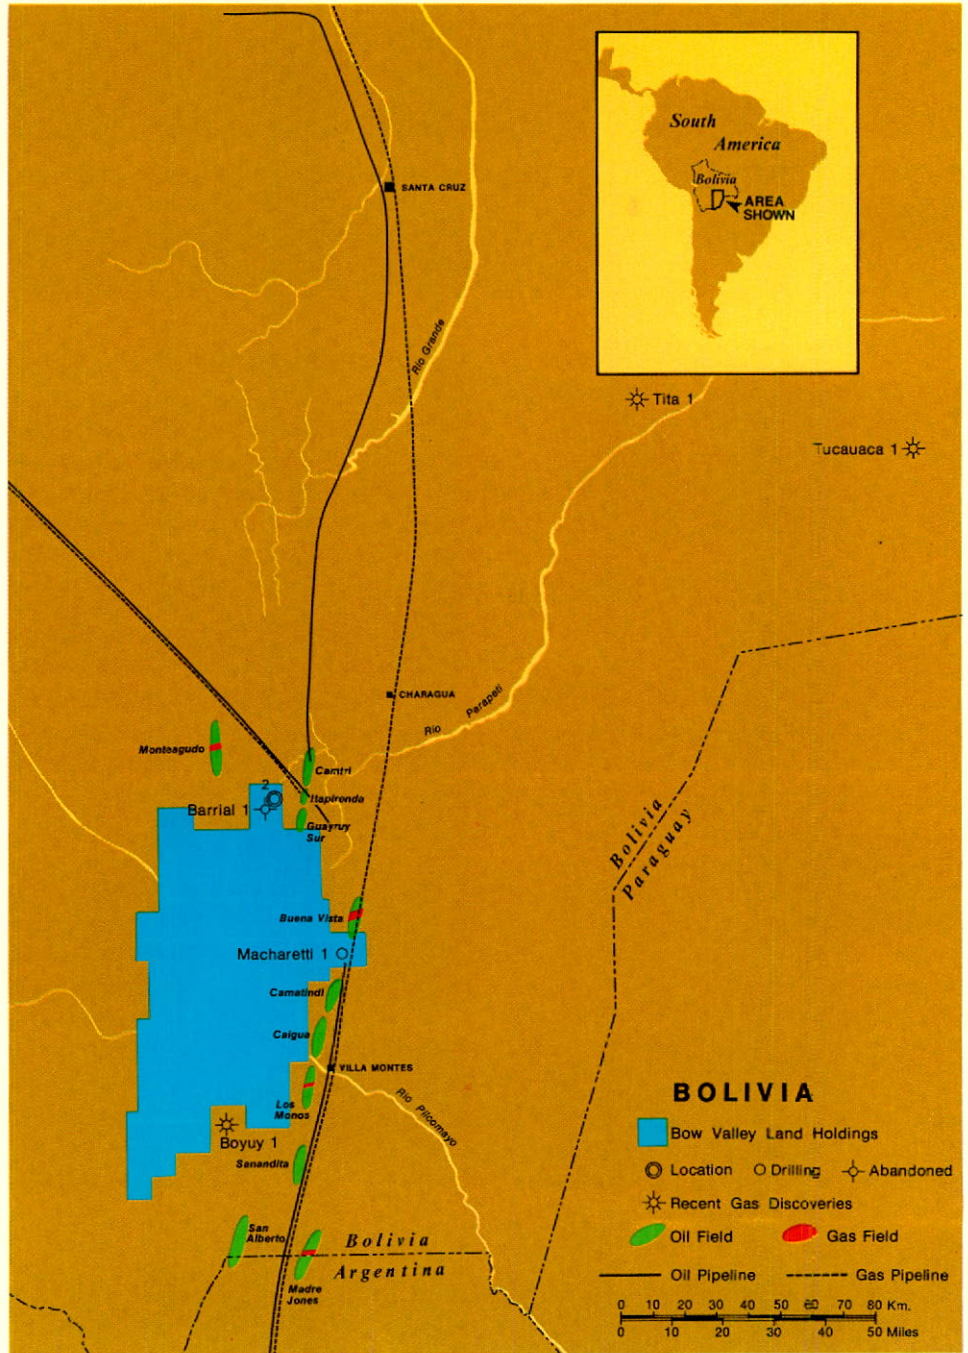 South
America
Bolivia
AREA
SHOWN
SANTA CRUZ
Rio Grande
Tita 1
Tucauaca 1
CHARAGUA
Rio Parapeti
Monteagudo
Camiri
2
Itapironda
Barrial 1
Guayruy
Sur
Bolivia
Paraguay
Buena Vista
Macharetti 1
Camatindi
Caigua
VILLA MONTES
Los
Monos
Rio Pilcomayo
Boyuy 1
Sanandita
San
Alberto
Bolivia
Argentina
Madre
Jones
BOLIVIA
Bow Valley Land Holdings
Location Drilling Abandoned
Recent Gas Discoveries
Oil Field Gas Field
Oil Pipeline Gas Pipeline
0 10 20 30 40 50 60 70 80 Km.
0 10 20 30 40 50 Miles